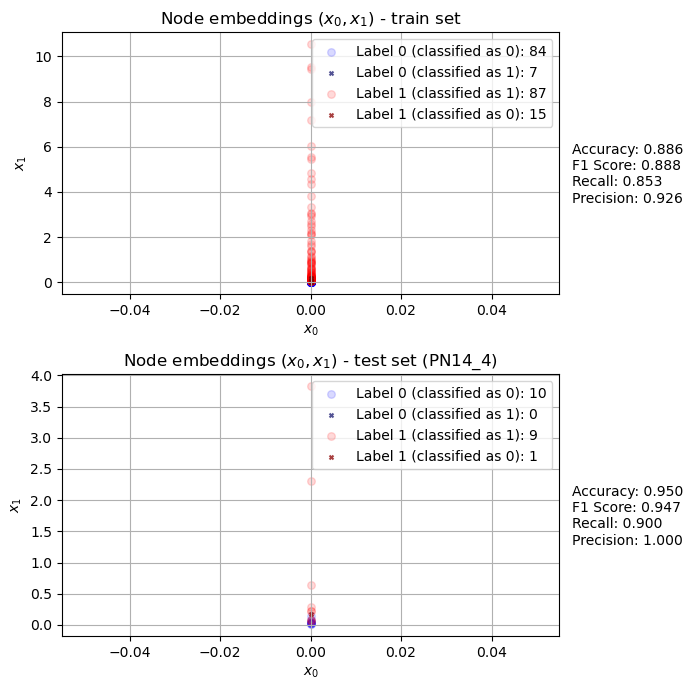 Node embeddings (x₀, x₁) - train set
Label 0 (classified as 0): 84
Label 0 (classified as 1): 7
Label 1 (classified as 1): 87
Label 1 (classified as 0): 15
10
8
6
4
2
0
x₁
−0.04 −0.02 0.00 0.02 0.04
x₀
Accuracy: 0.886
F1 Score: 0.888
Recall: 0.853
Precision: 0.926
Node embeddings (x₀, x₁) - test set (PN14_4)
Label 0 (classified as 0): 10
Label 0 (classified as 1): 0
Label 1 (classified as 1): 9
Label 1 (classified as 0): 1
4.0
3.5
3.0
2.5
2.0
1.5
1.0
0.5
0.0
x₁
−0.04 −0.02 0.00 0.02 0.04
x₀
Accuracy: 0.950
F1 Score: 0.947
Recall: 0.900
Precision: 1.000